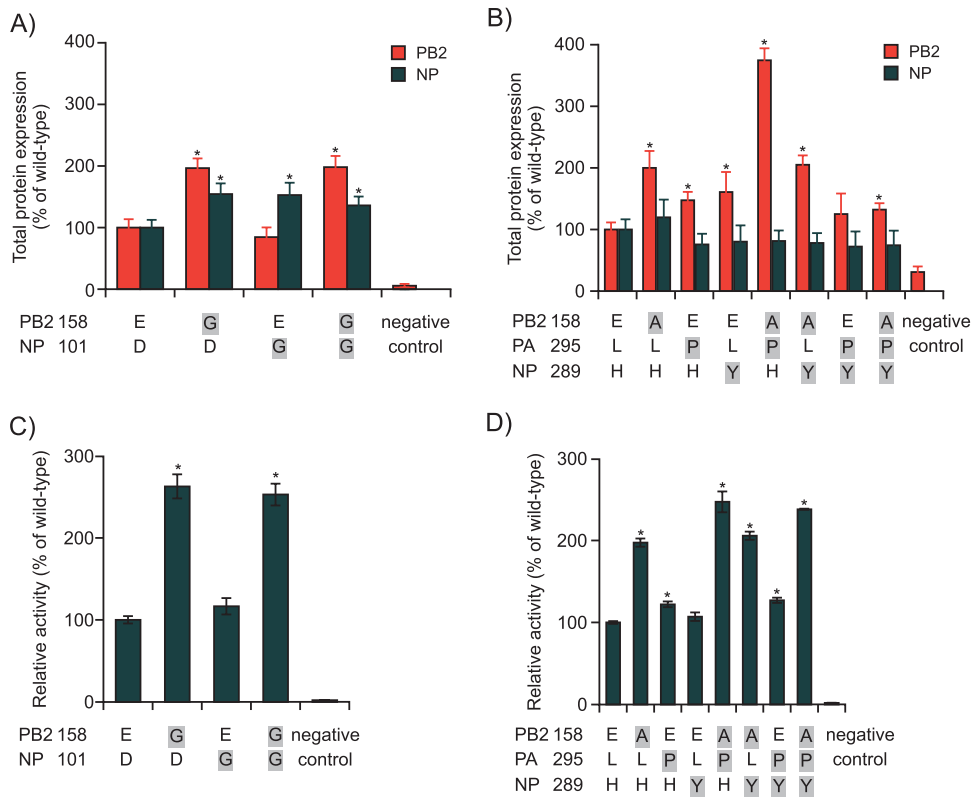 A)
Total protein expression
(% of wild-type)
400
300
200
100
0
PB2
NP
* * * * *
PB2 158 E G E G negative
NP 101 D D G G control
B)
Total protein expression
(% of wild-type)
400
300
200
100
0
PB2
NP
* * * * * *
PB2 158 E A E E A A E A negative
PA 295 L L P L P L P P control
NP 289 H H H Y H Y Y Y
C)
Relative activity (% of wild-type)
300
200
100
0
* *
PB2 158 E G E G negative
NP 101 D D G G control
D)
Relative activity (% of wild-type)
300
200
100
0
* * * * * *
PB2 158 E A E E A A E A negative
PA 295 L L P L P L P P control
NP 289 H H H Y H Y Y Y